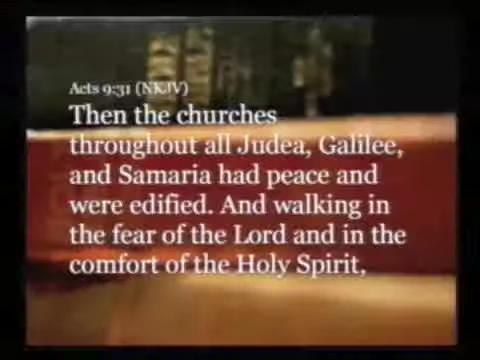 Acts 9:31 (NKJV)
Then the churches
throughout all Judea, Galilee,
and Samaria had peace and
were edified. And walking in
the fear of the Lord and in the
comfort of the Holy Spirit,